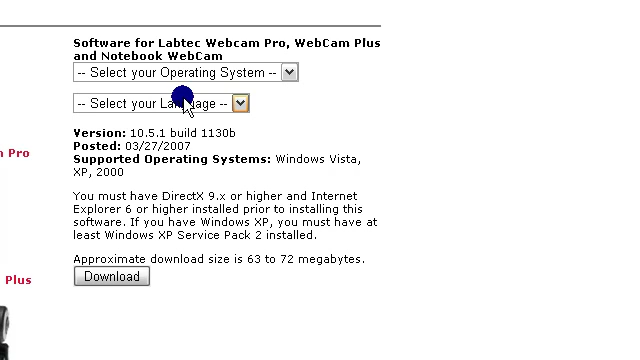 Software for Labtec Webcam Pro, WebCam Plus
and Notebook WebCam
-- Select your Operating System --
-- Select your Language --
Version: 10.5.1 build 1130b
m Pro
Posted: 03/27/2007
Supported Operating Systems: Windows Vista,
XP, 2000
You must have DirectX 9.x or higher and Internet
Explorer 6 or higher installed prior to installing this
software. If you have Windows XP, you must have at
least Windows XP Service Pack 2 installed.
Approximate download size is 63 to 72 megabytes.
Plus
Download